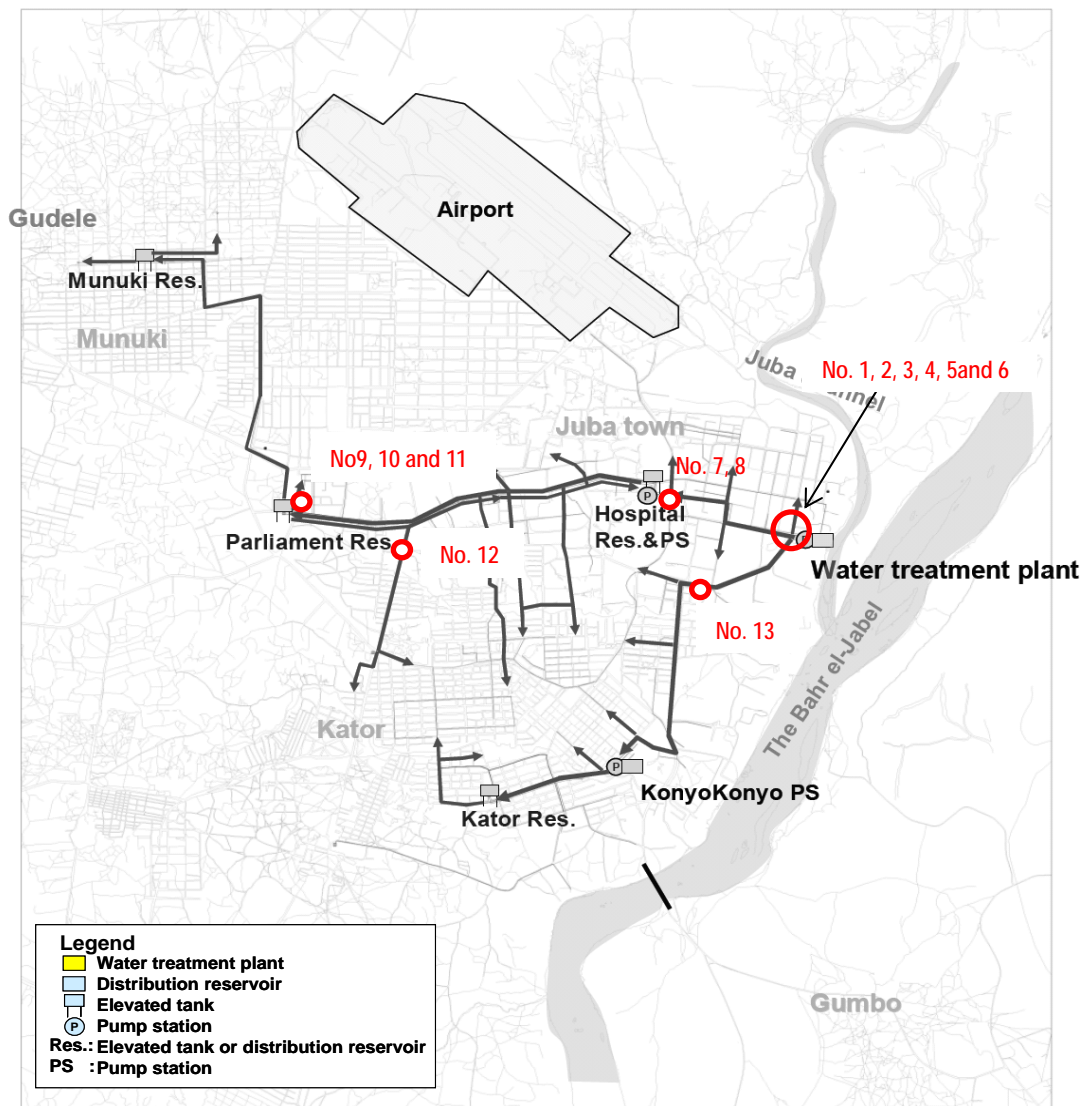 Airport
Gudele
Munuki Res.
Munuki
Juba
No. 1, 2, 3, 4, 5and 6
Juba town
No9, 10 and 11
No. 7, 8
P
Hospital
Res.&PS
Parliament Res
No. 12
P
Water treatment plant
No. 13
The Bahr el-Jabel
Kator
P
KonyoKonyo PS
Kator Res.
Gumbo
Legend
Water treatment plant
Distribution reservoir
Elevated tank
P Pump station
Res.: Elevated tank or distribution reservoir
PS : Pump station